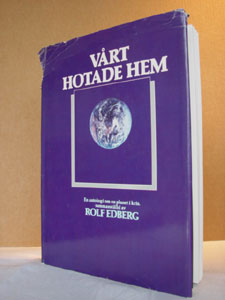 VÅRT
HOTADE HEM
En antologi om en planet i kris,
sammanställd av
ROLF EDBERG